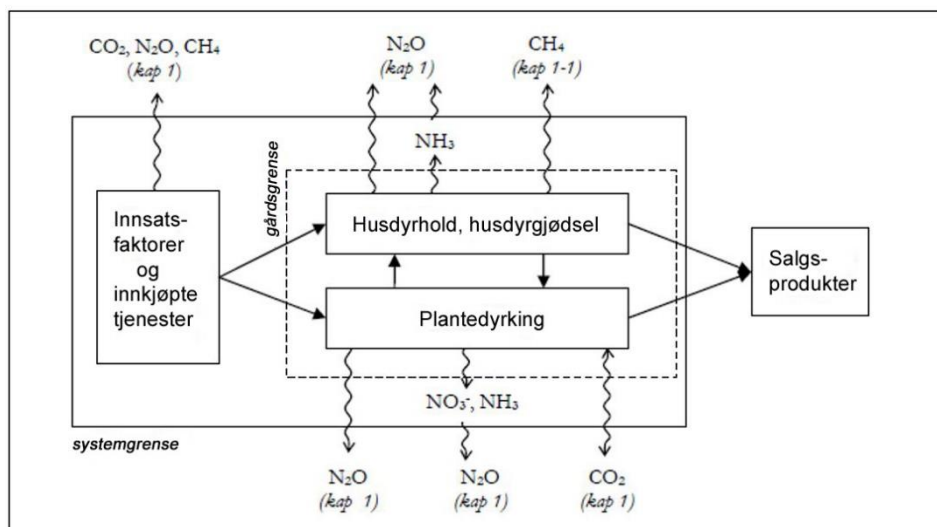 CO₂, N₂O, CH₄
(kap 1)
N₂O
(kap 1)
CH₄
(kap 1-1)
NH₃
gårdsgrense
Innsats-
faktorer
og
innkjøpte
tjenester
Husdyrhold, husdyrgjødsel
Plantedyrking
Salgs-
produkter
NO₃⁻, NH₃
systemgrense
N₂O
(kap 1)
N₂O
(kap 1)
CO₂
(kap 1)